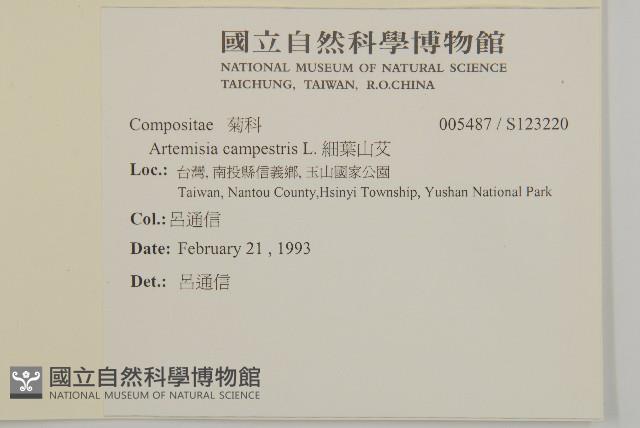 國立自然科學博物館
NATIONAL MUSEUM OF NATURAL SCIENCE
TAICHUNG, TAIWAN, R.O.CHINA
Compositae 菊科 005487 / S123220
Artemisia campestris L. 細葉山艾
Loc.: 台灣, 南投縣信義鄉, 玉山國家公園
Taiwan, Nantou County,Hsinyi Township, Yushan National Park
Col.: 呂通信
Date: February 21 , 1993
Det.: 呂通信
國立自然科學博物館
NATIONAL MUSEUM OF NATURAL SCIENCE